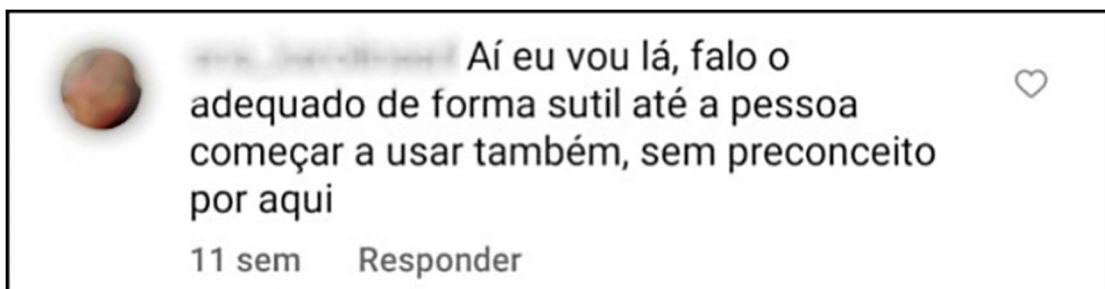 Aí eu vou lá, falo o
adequado de forma sutil até a pessoa
começar a usar também, sem preconceito
por aqui
11 sem Responder